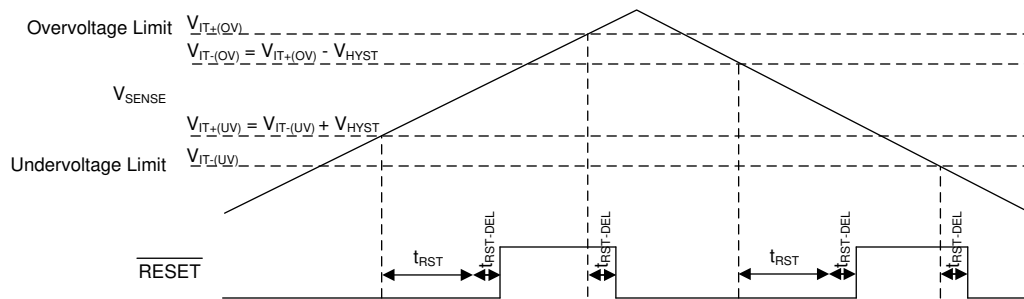 Overvoltage Limit V_IT+(OV)
V_IT-(OV) = V_IT+(OV) - V_HYST
V_SENSE
V_IT+(UV) = V_IT-(UV) + V_HYST
Undervoltage Limit V_IT-(UV)
RESET
t_RST
t_RST-DEL
t_RST-DEL
t_RST
t_RST-DEL
t_RST-DEL